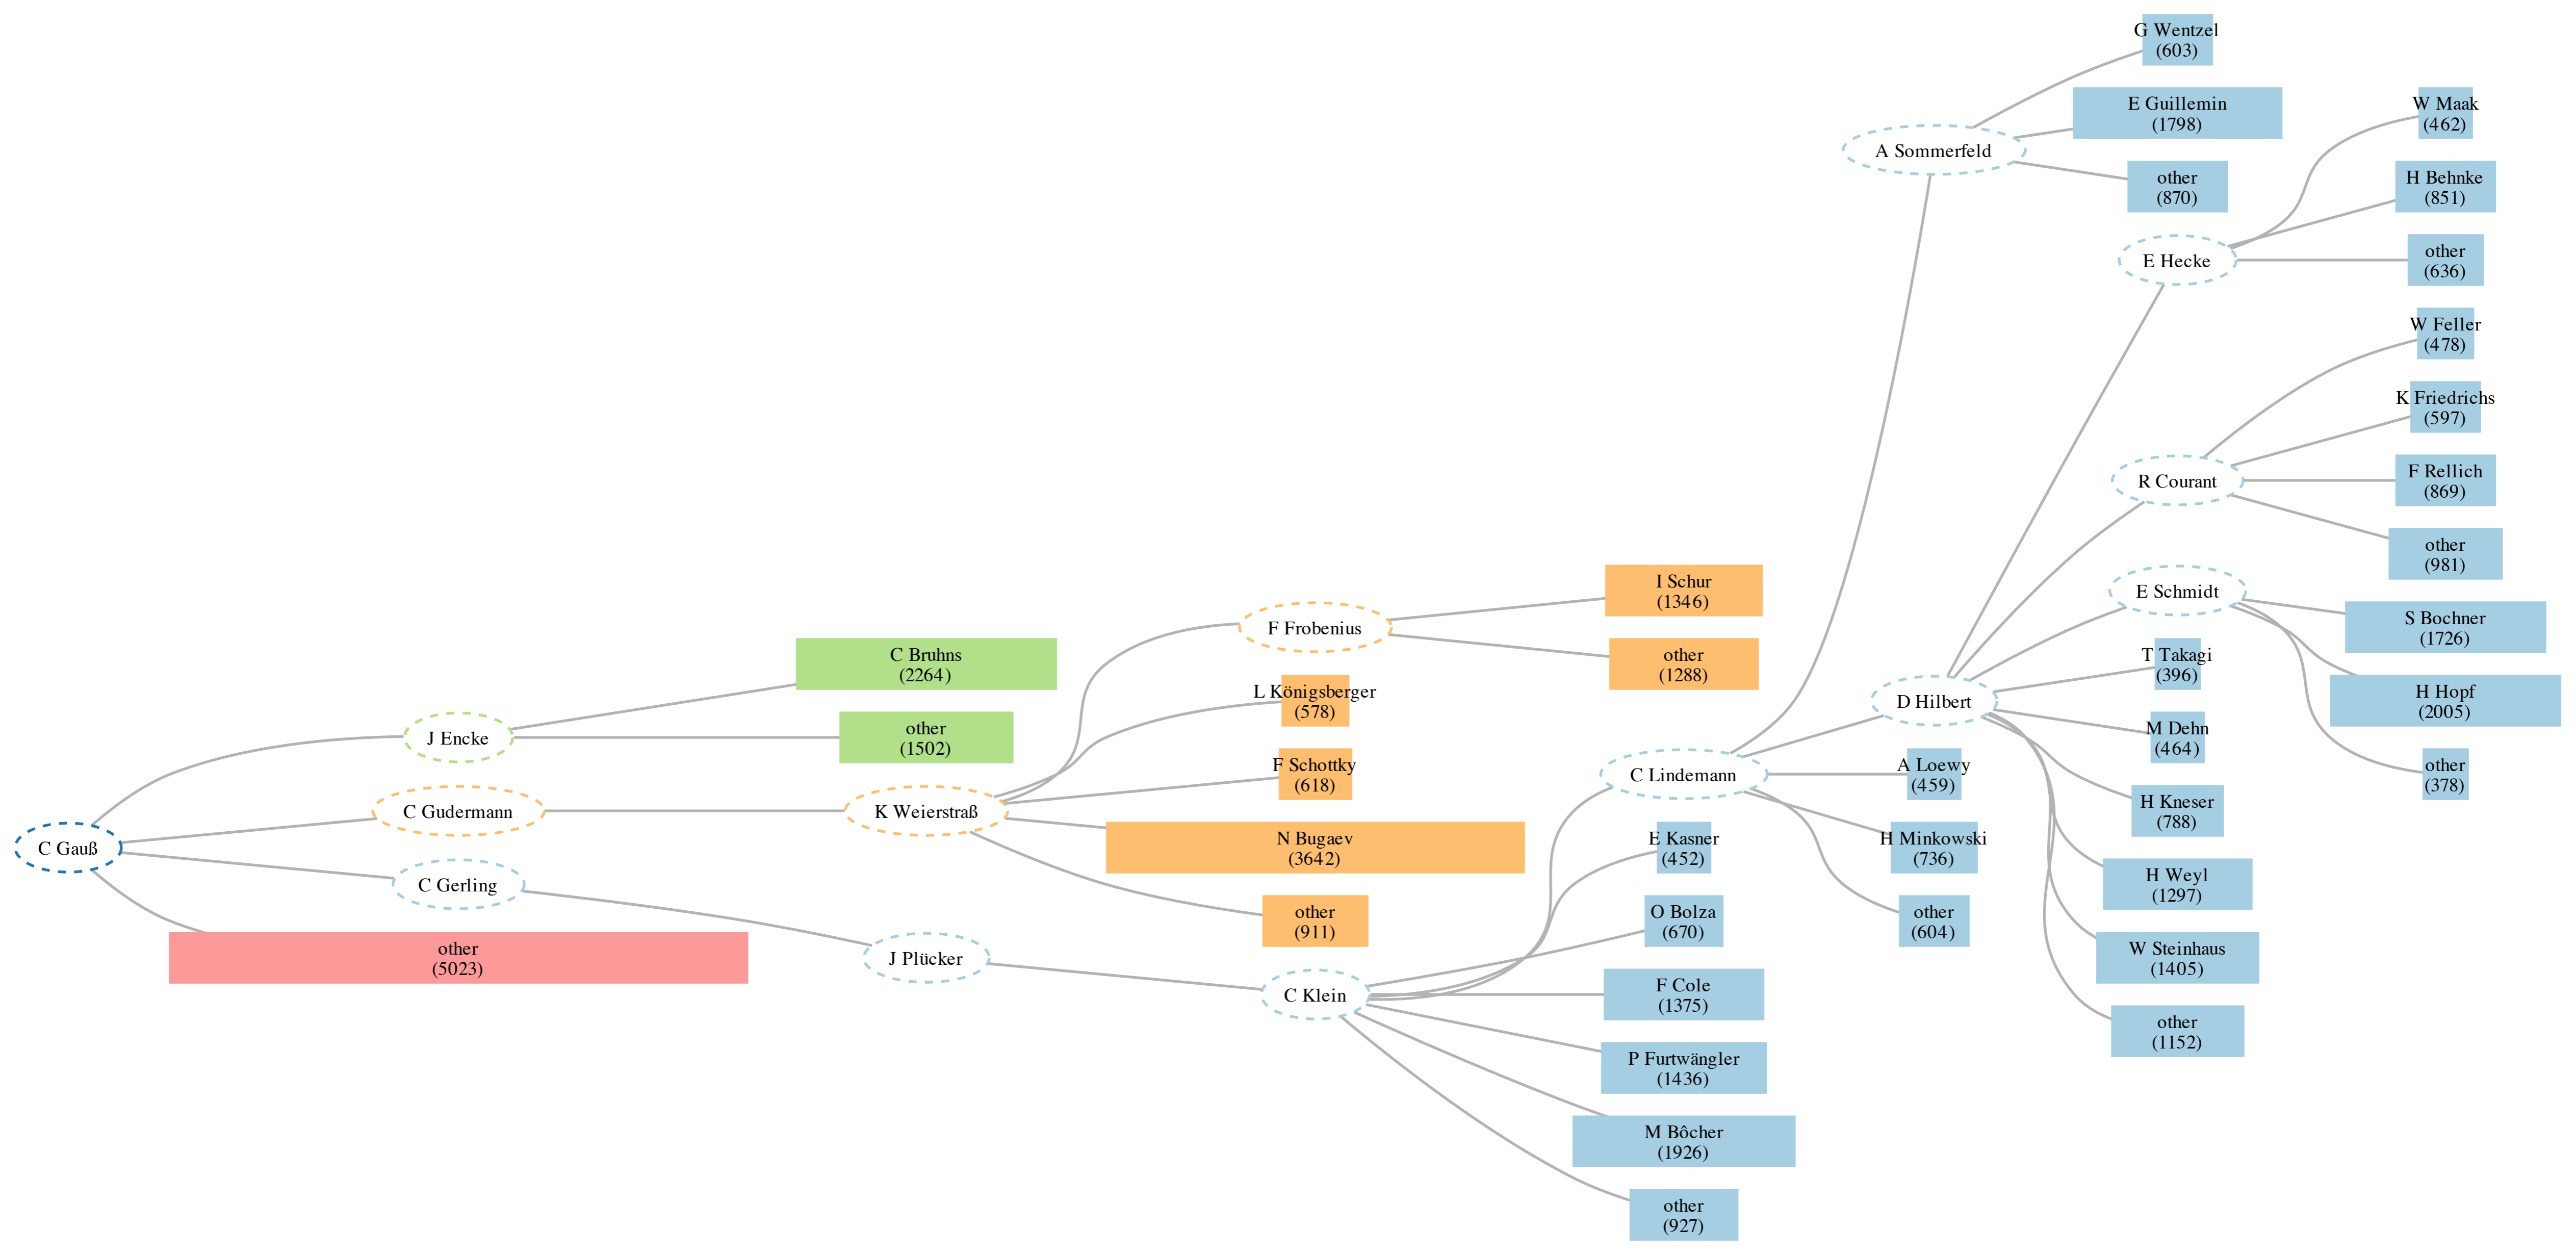 C Gauß
J Encke
C Gudermann
C Gerling
other
(5023)
C Bruhns
(2264)
other
(1502)
K Weierstraß
J Plücker
F Frobenius
L Königsberger
(578)
F Schottky
(618)
N Bugaev
(3642)
other
(911)
C Klein
I Schur
(1346)
other
(1288)
C Lindemann
E Kasner
(452)
O Bolza
(670)
F Cole
(1375)
P Furtwängler
(1436)
M Bôcher
(1926)
other
(927)
A Sommerfeld
D Hilbert
A Loewy
(459)
H Minkowski
(736)
other
(604)
G Wentzel
(603)
E Guillemin
(1798)
other
(870)
E Hecke
R Courant
E Schmidt
T Takagi
(396)
M Dehn
(464)
H Kneser
(788)
H Weyl
(1297)
W Steinhaus
(1405)
other
(1152)
W Maak
(462)
H Behnke
(851)
other
(636)
W Feller
(478)
K Friedrichs
(597)
F Rellich
(869)
other
(981)
S Bochner
(1726)
H Hopf
(2005)
other
(378)